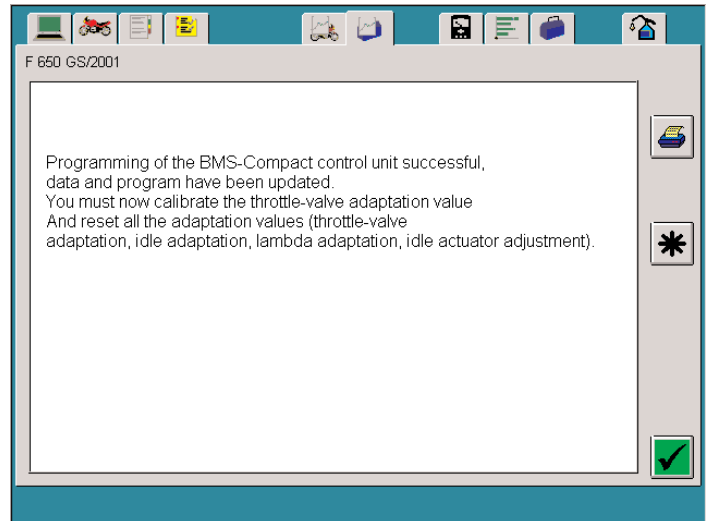 F 650 GS/2001
Programming of the BMS-Compact control unit successful,
data and program have been updated.
You must now calibrate the throttle-valve adaptation value
And reset all the adaptation values (throttle-valve
adaptation, idle adaptation, lambda adaptation, idle actuator adjustment).